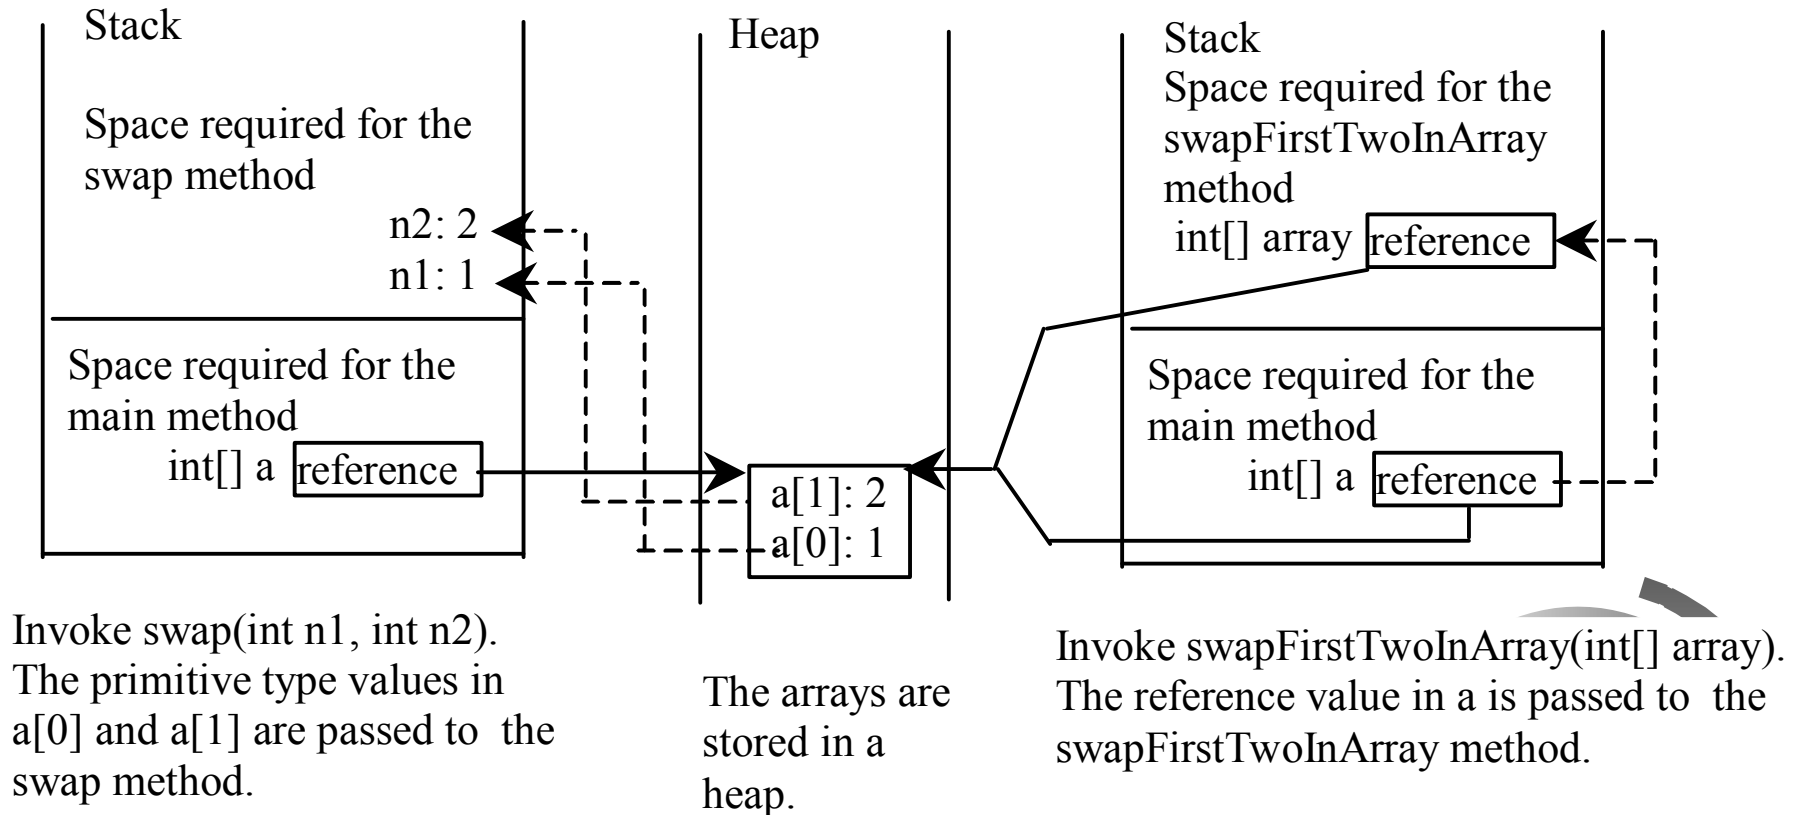 Stack
Space required for the
swap method
n2: 2
n1: 1
Space required for the
main method
int[] a reference
Invoke swap(int n1, int n2).
The primitive type values in
a[0] and a[1] are passed to  the
swap method.
Heap
a[1]: 2
a[0]: 1
The arrays are
stored in a
heap.
Stack
Space required for the
swapFirstTwoInArray
method
int[] array reference
Space required for the
main method
int[] a reference
Invoke swapFirstTwoInArray(int[] array).
The reference value in a is passed to  the
swapFirstTwoInArray method.